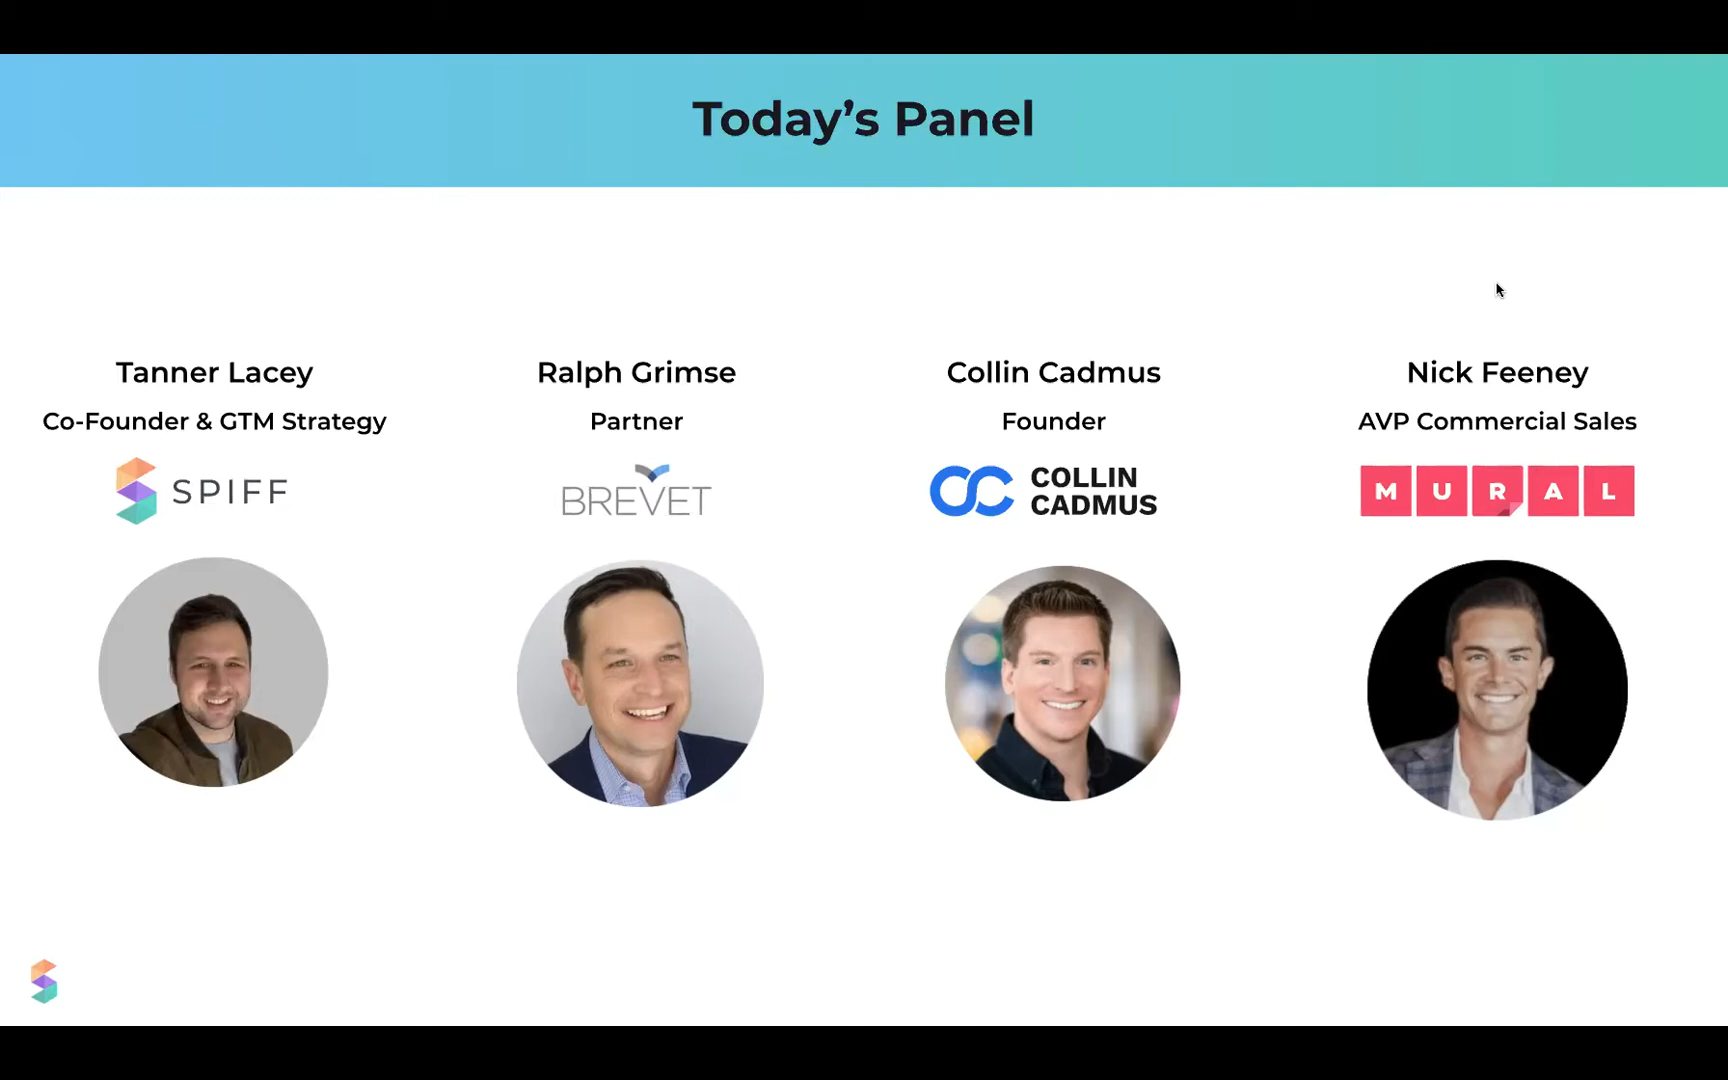 Today's Panel
Tanner Lacey
Co-Founder & GTM Strategy
SPIFF
Ralph Grimse
Partner
BREVET
Collin Cadmus
Founder
COLLIN
CADMUS
Nick Feeney
AVP Commercial Sales
MURAL